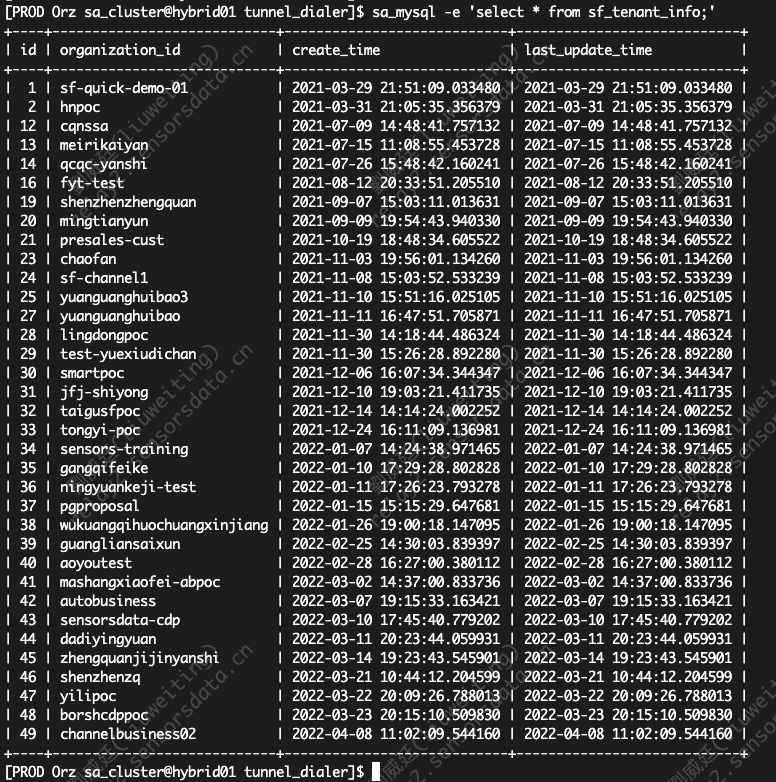 [PROD Orz sa_cluster@hybrid01 tunnel_dialer]$ sa_mysql -e 'select * from sf_tenant_info;'
+----+--------------------------+----------------------------+----------------------------+
| id | organization_id | create_time | last_update_time |
+----+--------------------------+----------------------------+----------------------------+
| 1 | sf-quick-demo-01 | 2021-03-29 21:51:09.033480 | 2021-03-29 21:51:09.033480 |
| 2 | hnpoc | 2021-03-31 21:05:35.356379 | 2021-03-31 21:05:35.356379 |
| 12 | cqnssa | 2021-07-09 14:48:41.757132 | 2021-07-09 14:48:41.757132 |
| 13 | meirikaiyan | 2021-07-15 11:08:55.453728 | 2021-07-15 11:08:55.453728 |
| 14 | qcqc-yanshi | 2021-07-26 15:48:42.160241 | 2021-07-26 15:48:42.160241 |
| 16 | fyt-test | 2021-08-12 20:33:51.205510 | 2021-08-12 20:33:51.205510 |
| 19 | shenzhenzhengquan | 2021-09-07 15:03:11.013631 | 2021-09-07 15:03:11.013631 |
| 20 | mingtianyun | 2021-09-09 19:54:43.940330 | 2021-09-09 19:54:43.940330 |
| 21 | presales-cust | 2021-10-19 18:48:34.605522 | 2021-10-19 18:48:34.605522 |
| 23 | chaofan | 2021-11-03 19:56:01.134260 | 2021-11-03 19:56:01.134260 |
| 24 | sf-channel1 | 2021-11-08 15:03:52.533239 | 2021-11-08 15:03:52.533239 |
| 25 | yuanguanghuibao3 | 2021-11-10 15:51:16.025105 | 2021-11-10 15:51:16.025105 |
| 27 | yuanguanghuibao | 2021-11-11 16:47:51.705871 | 2021-11-11 16:47:51.705871 |
| 28 | lingdongpoc | 2021-11-30 14:18:44.486324 | 2021-11-30 14:18:44.486324 |
| 29 | test-yuexiudichan | 2021-11-30 15:26:28.892280 | 2021-11-30 15:26:28.892280 |
| 30 | smartpoc | 2021-12-06 16:07:34.344347 | 2021-12-06 16:07:34.344347 |
| 31 | jfj-shiyong | 2021-12-10 19:03:21.411735 | 2021-12-10 19:03:21.411735 |
| 32 | taigusfpoc | 2021-12-14 14:14:24.002252 | 2021-12-14 14:14:24.002252 |
| 33 | tongyi-poc | 2021-12-24 16:11:09.136981 | 2021-12-24 16:11:09.136981 |
| 34 | sensors-training | 2022-01-07 14:24:38.971465 | 2022-01-07 14:24:38.971465 |
| 35 | gangqifeike | 2022-01-10 17:29:28.802828 | 2022-01-10 17:29:28.802828 |
| 36 | ningyuankeji-test | 2022-01-11 17:26:23.793278 | 2022-01-11 17:26:23.793278 |
| 37 | pgproposal | 2022-01-15 15:15:29.647681 | 2022-01-15 15:15:29.647681 |
| 38 | wukuangqihuochuangxinjiang | 2022-01-26 19:00:18.147095 | 2022-01-26 19:00:18.147095 |
| 39 | guangliansaixun | 2022-02-25 14:30:03.839397 | 2022-02-25 14:30:03.839397 |
| 40 | aoyoutest | 2022-02-28 16:27:00.380112 | 2022-02-28 16:27:00.380112 |
| 41 | mashangxiaofei-abpoc | 2022-03-02 14:37:00.833736 | 2022-03-02 14:37:00.833736 |
| 42 | autobusiness | 2022-03-07 19:15:33.163421 | 2022-03-07 19:15:33.163421 |
| 43 | sensorsdata-cdp | 2022-03-10 17:45:40.779202 | 2022-03-10 17:45:40.779202 |
| 44 | dadiyingyuan | 2022-03-11 20:23:44.059931 | 2022-03-11 20:23:44.059931 |
| 45 | zhengquanjijinyanshi | 2022-03-14 19:23:43.545901 | 2022-03-14 19:23:43.545901 |
| 46 | shenzhenzq | 2022-03-21 10:44:12.204599 | 2022-03-21 10:44:12.204599 |
| 47 | yilipoc | 2022-03-22 20:09:26.788013 | 2022-03-22 20:09:26.788013 |
| 48 | borshcdppoc | 2022-03-23 20:15:10.509830 | 2022-03-23 20:15:10.509830 |
| 49 | channelbusiness02 | 2022-04-08 11:02:09.544160 | 2022-04-08 11:02:09.544160 |
+----+--------------------------+----------------------------+----------------------------+
[PROD Orz sa_cluster@hybrid01 tunnel_dialer]$